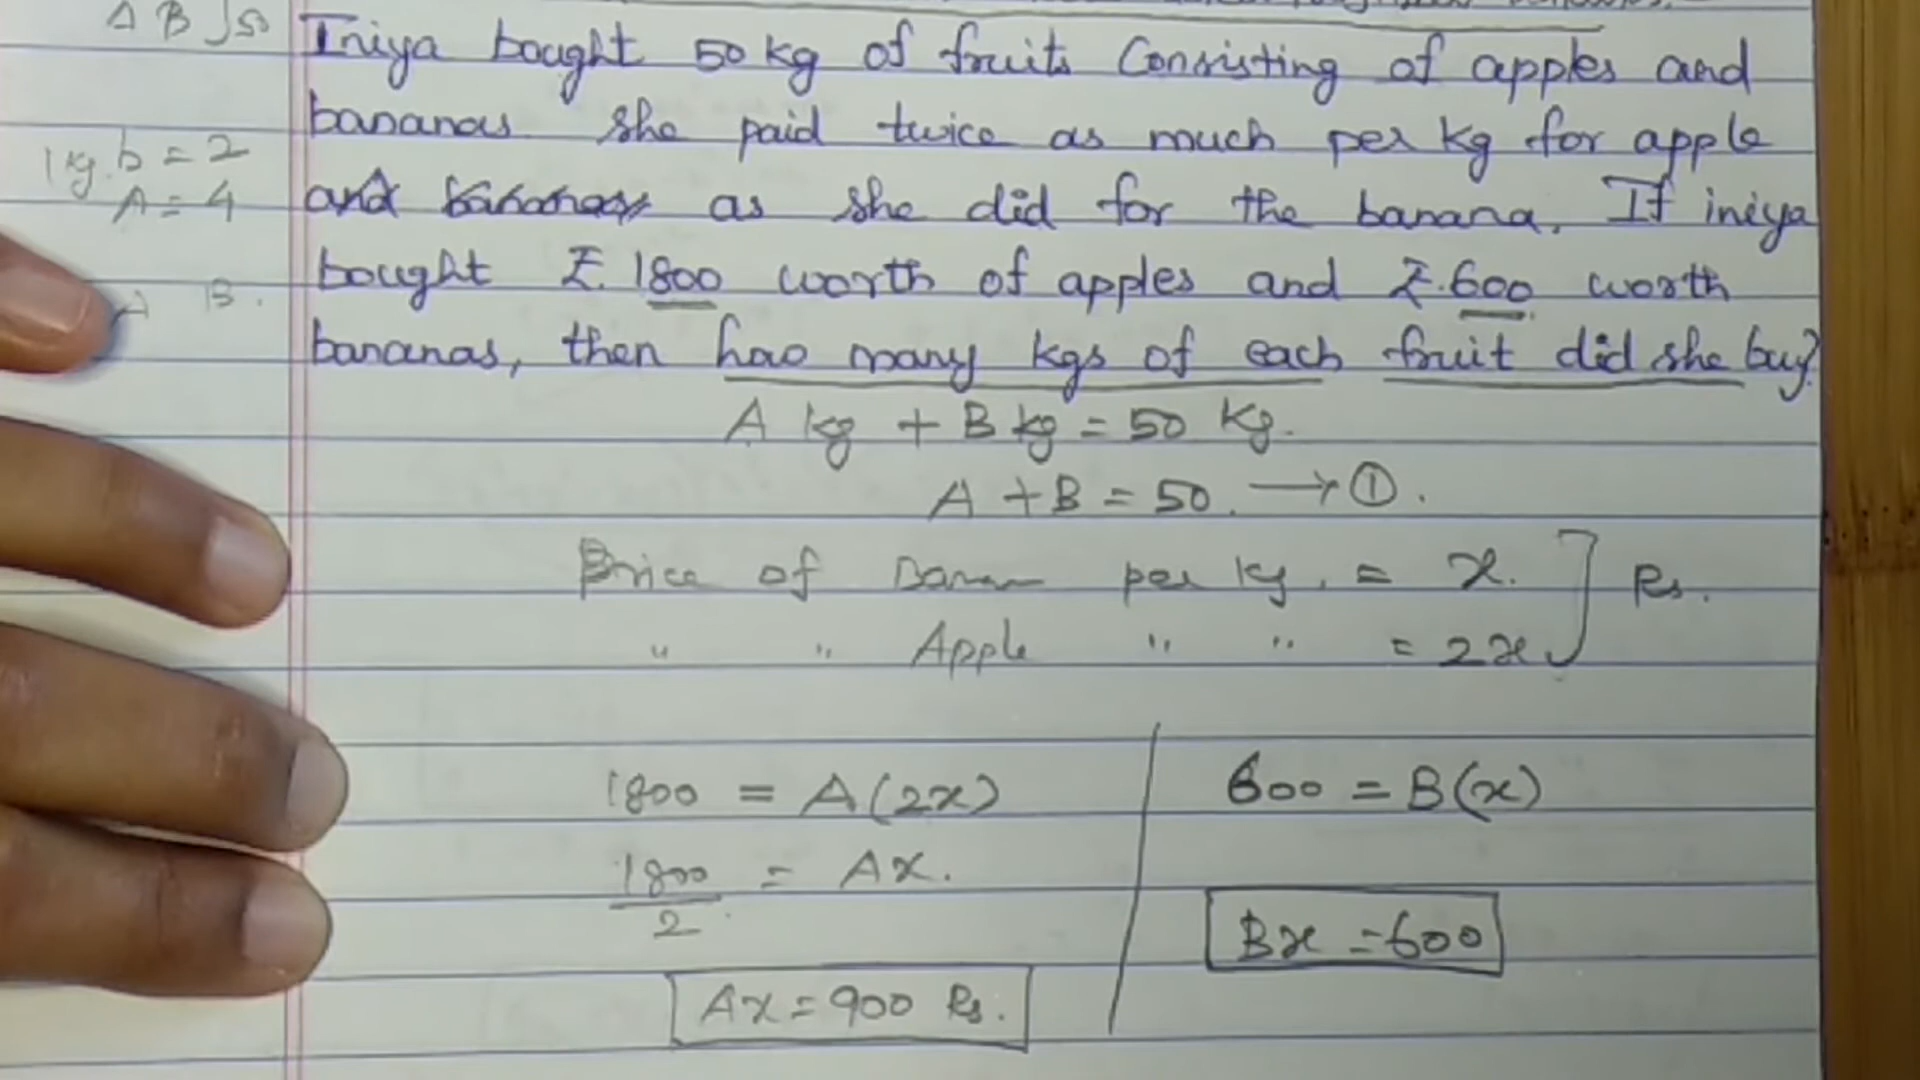 A B ] 50
Iniya bought 50 kg of fruits Consisting of apples and
bananas she paid twice as much per kg for apple
1 kg. b = 2
A = 4
and bananas as she did for the banana. If iniya
bought ₹. 1800 worth of apples and ₹.600 worth
A B.
bananas, then hao many kgs of each fruit did she buy?
A kg + B kg = 50 kg.
A + B = 50. → ①.
Price of per kg. = x. ] Rs.
" " Apple " " = 2x
1800 = A(2x)
1800/2 = Ax.
Ax = 900 Rs.
600 = B(x)
Bx = 600